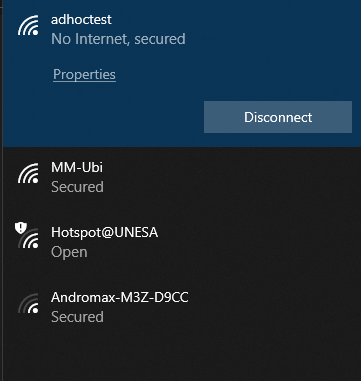 adhoctest
No Internet, secured
Properties
Disconnect
MM-Ubi
Secured
Hotspot@UNESA
Open
Andromax-M3Z-D9CC
Secured